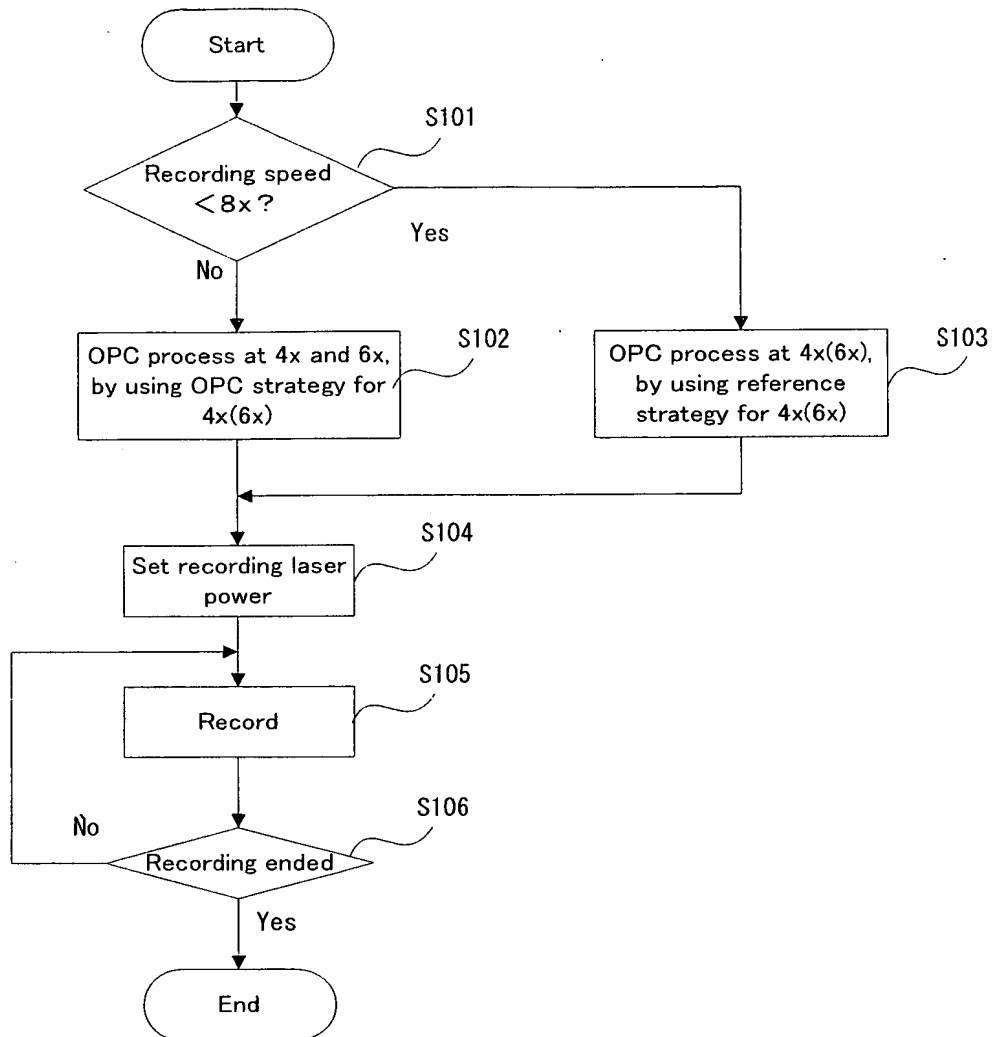 Start
S101
Recording speed
<8x?
Yes
No
S102
OPC process at 4x and 6x,
by using OPC strategy for
4x(6x)
S103
OPC process at 4x(6x),
by using reference
strategy for 4x(6x)
S104
Set recording laser
power
S105
Record
S106
No
Recording ended
Yes
End